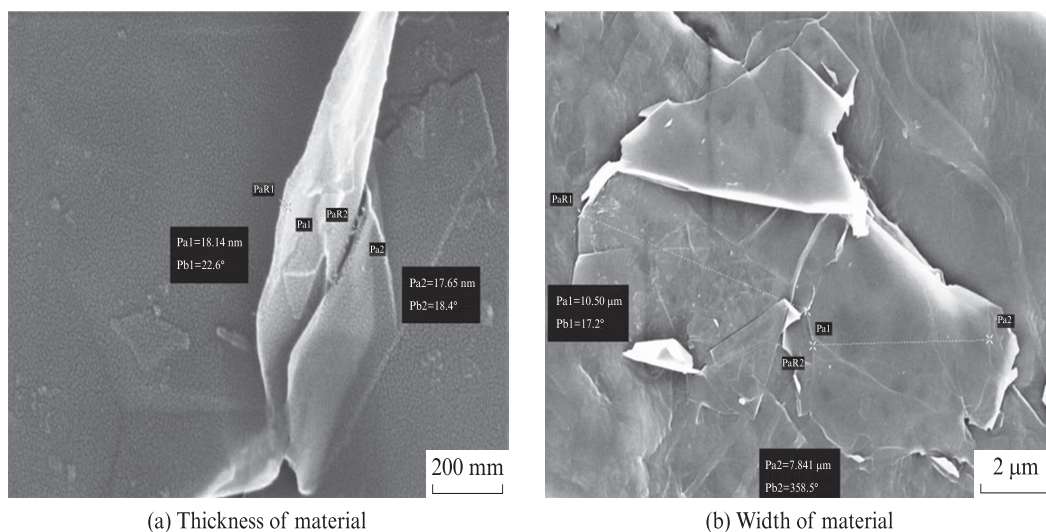 PaR1
Pa1
PaR2
Pa2
Pa1=18.14 nm
Pb1=22.6°
Pa2=17.65 nm
Pb2=18.4°
200 mm
(a) Thickness of material
PaR1
Pa1=10.50 μm
Pb1=17.2°
Pa1
Pa2
PaR2
Pa2=7.841 μm
Pb2=358.5°
2 μm
(b) Width of material